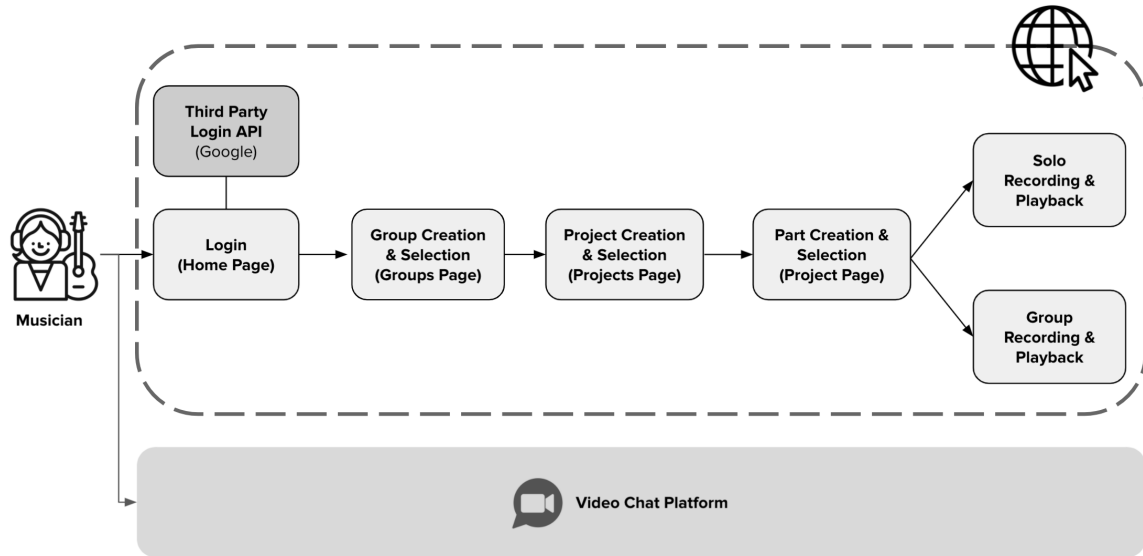 Third Party
Login API
(Google)
Login
(Home Page)
Group Creation
& Selection
(Groups Page)
Project Creation
& Selection
(Projects Page)
Part Creation &
Selection
(Project Page)
Solo
Recording &
Playback
Group
Recording &
Playback
Musician
Video Chat Platform